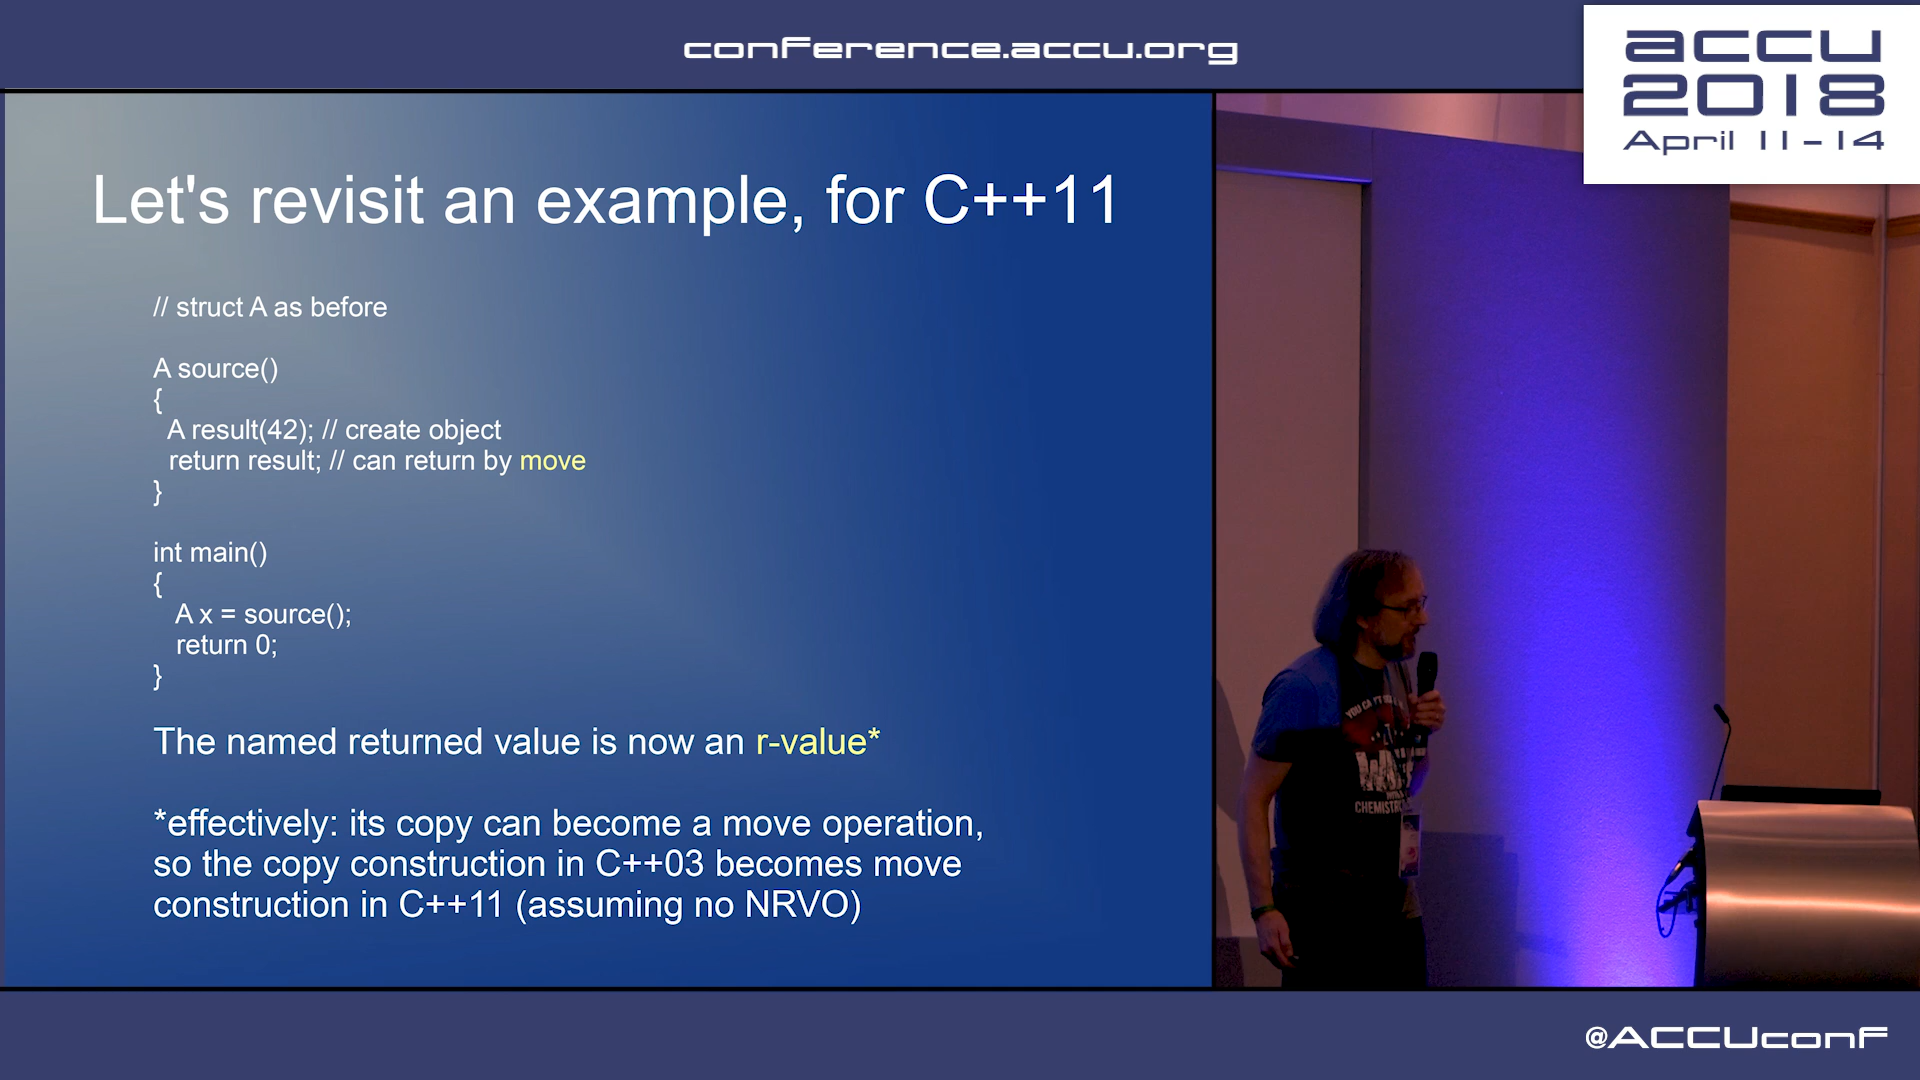 conference.accu.org
accu
2018
April 11-14
Let's revisit an example, for C++11
// struct A as before
A source()
{
A result(42); // create object
return result; // can return by move
}
int main()
{
A x = source();
return 0;
}
The named returned value is now an r-value*
*effectively: its copy can become a move operation,
so the copy construction in C++03 becomes move
construction in C++11 (assuming no NRVO)
YOU CA
CHEMIST
@ACCUconf